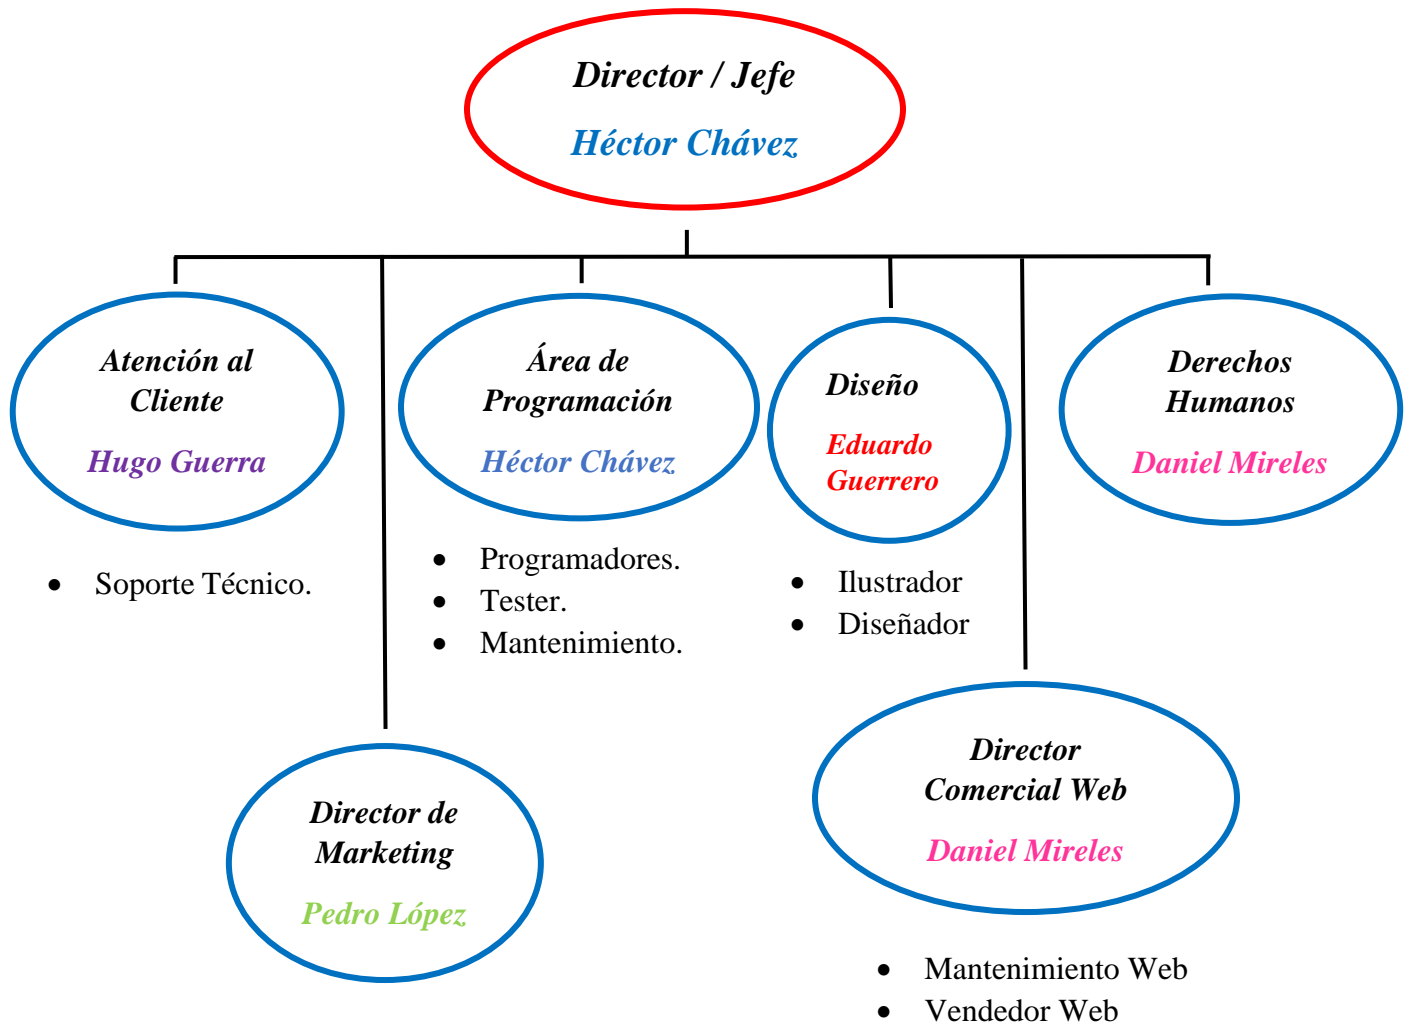 Director / Jefe
Héctor Chávez
Atención al
Cliente
Hugo Guerra
• Soporte Técnico.
Área de
Programación
Héctor Chávez
• Programadores.
• Tester.
• Mantenimiento.
Diseño
Eduardo
Guerrero
• Ilustrador
• Diseñador
Derechos
Humanos
Daniel Mireles
Director de
Marketing
Pedro López
Director
Comercial Web
Daniel Mireles
• Mantenimiento Web
• Vendedor Web